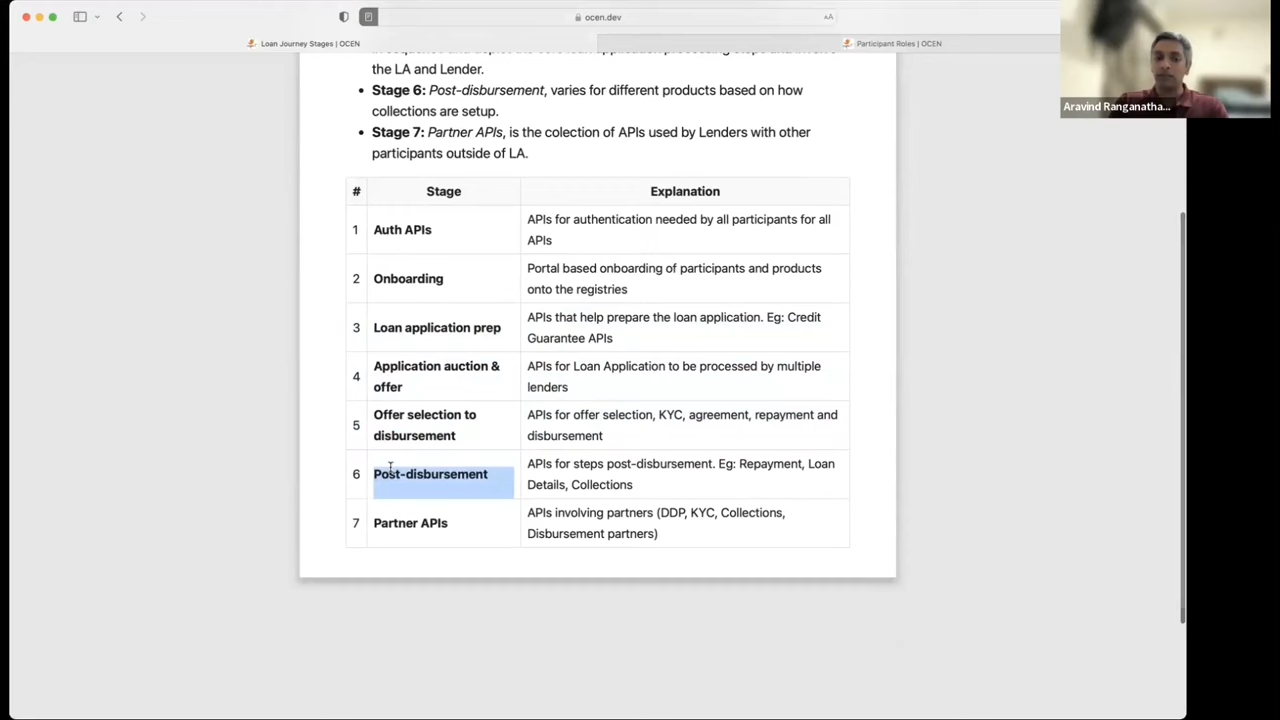 ocen.dev
Loan Journey Stages | OCEN
Participant Roles | OCEN
the LA and Lender.
• Stage 6: Post-disbursement, varies for different products based on how
collections are setup.
• Stage 7: Partner APIs, is the colection of APIs used by Lenders with other
participants outside of LA.
# Stage Explanation
1 Auth APIs APIs for authentication needed by all participants for all
APIs
2 Onboarding Portal based onboarding of participants and products
onto the registries
3 Loan application prep APIs that help prepare the loan application. Eg: Credit
Guarantee APIs
4 Application auction & APIs for Loan Application to be processed by multiple
offer lenders
5 Offer selection to APIs for offer selection, KYC, agreement, repayment and
disbursement disbursement
6 Post-disbursement APIs for steps post-disbursement. Eg: Repayment, Loan
Details, Collections
7 Partner APIs APIs involving partners (DDP, KYC, Collections,
Disbursement partners)
Aravind Ranganatha...